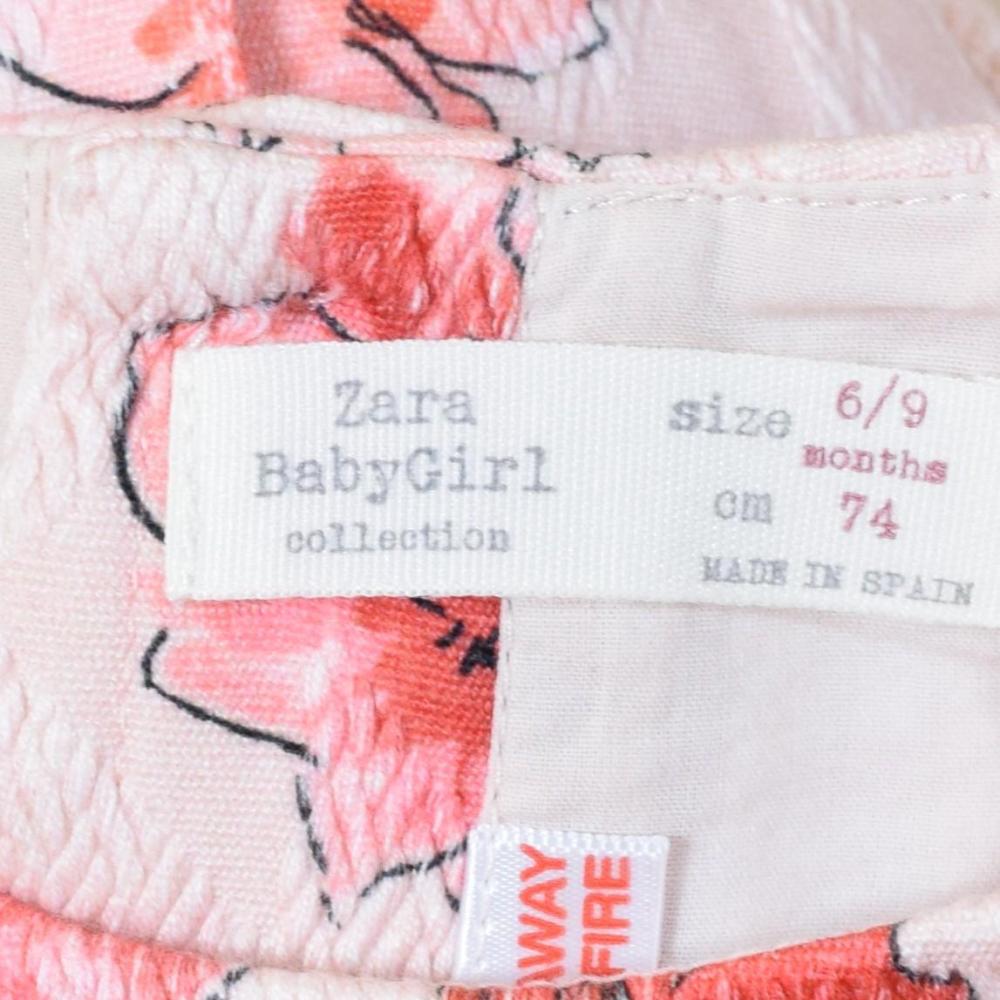 Zara
BabyGirl
collection
size 6/9
months
cm 74
MADE IN SPAIN
AWAY
FIRE